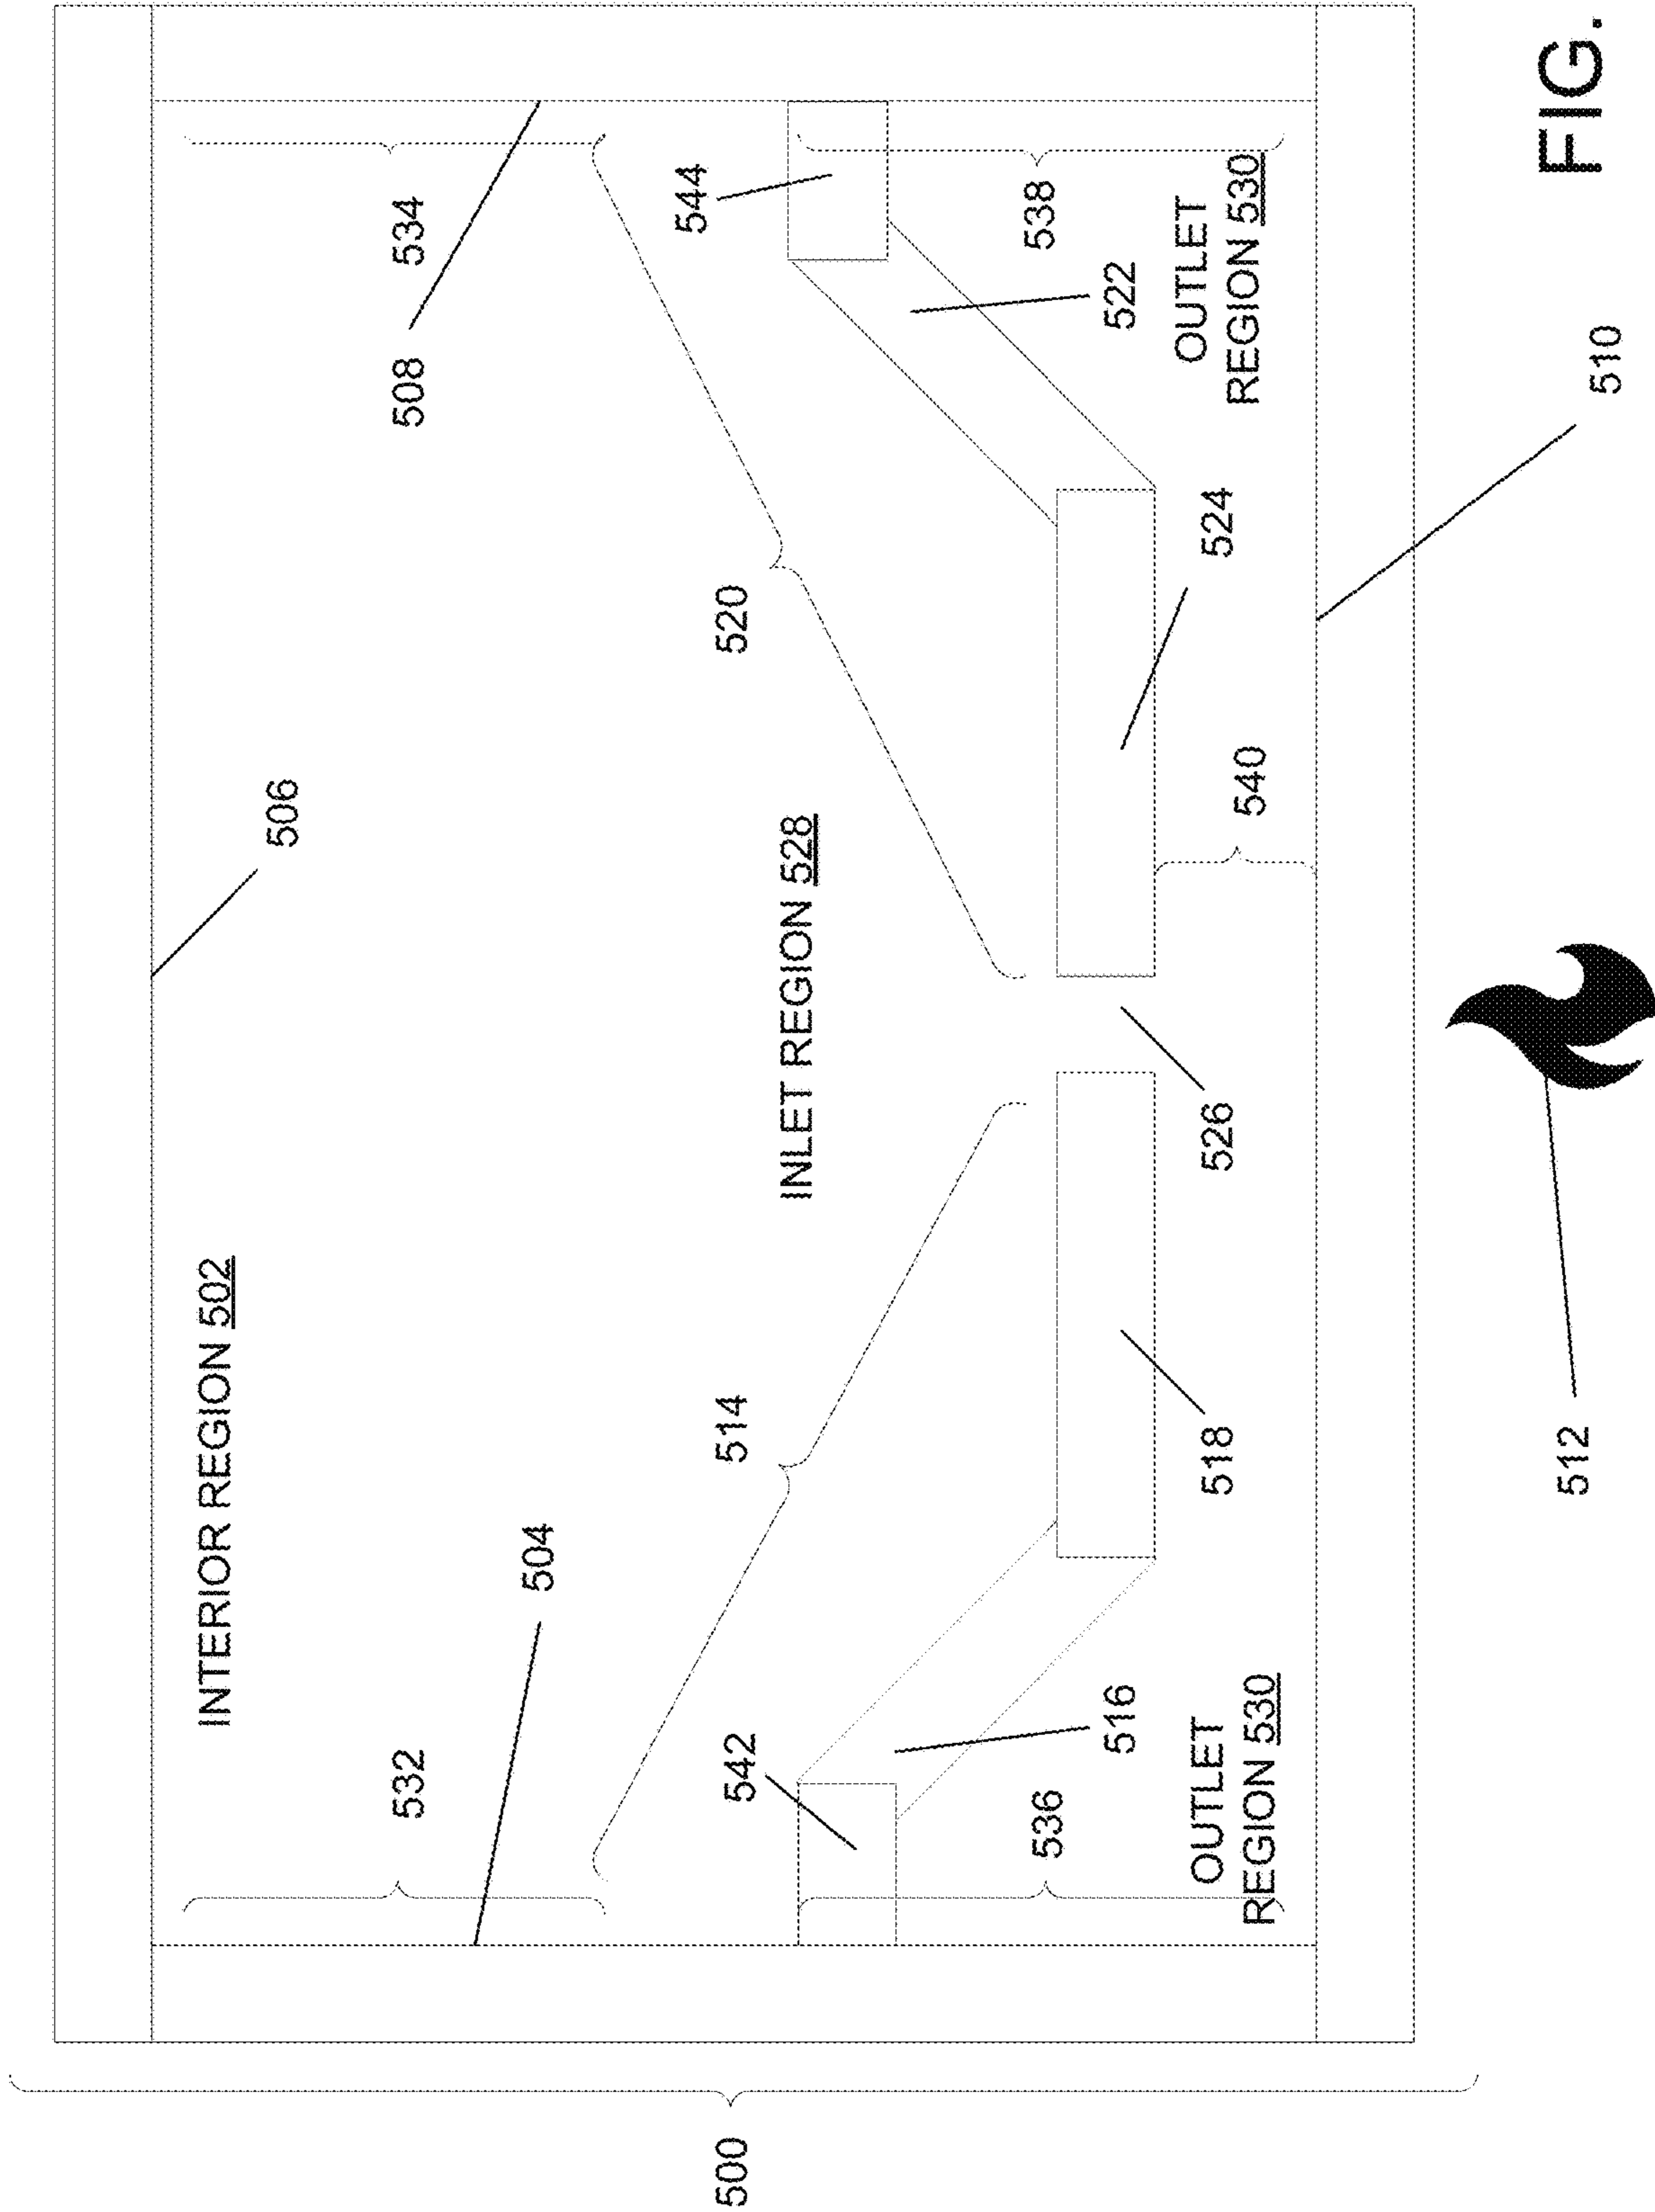 INTERIOR REGION 502
506
532
508
534
504
544
500
542
514
520
INLET REGION 528
536
538
516
522
OUTLET
REGION 530
518
526
524
540
OUTLET
REGION 530
512
510
FIG.